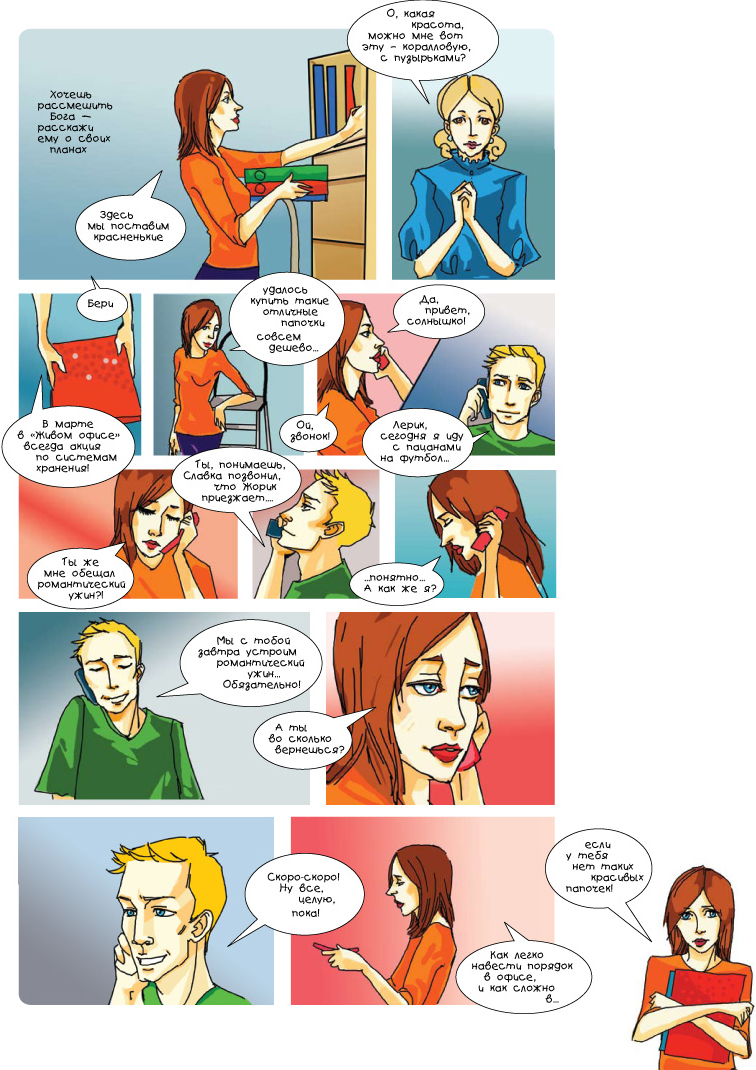 Хочешь
рассмешить
Бога —
расскажи
ему о своих
планах
Здесь
мы поставим
красненькие
О, какая
красота,
можно мне вот
эту – коралловую,
с пузырьками?
Бери
В марте
в «Живом офисе»
всегда акция
по системам
хранения!
удалось
купить такие
отличные
папочки
совсем
дешево...
Ой,
звонок!
Да,
привет,
солнышко!
Лерик,
сегодня я иду
с пацанами
на футбол...
Ты же
мне обещал
романтический
ужин?!
Ты, понимаешь,
Славка позвонил,
что Жорик
приезжает....
...понятно...
А как же я?
Мы с тобой
завтра устроим
романтический
ужин...
Обязательно!
А ты
во сколько
вернешься?
Скоро-скоро!
Ну все,
целую,
пока!
Как легко
навести порядок
в офисе,
и как сложно
в...
если
у тебя
нет таких
красивых
папочек!